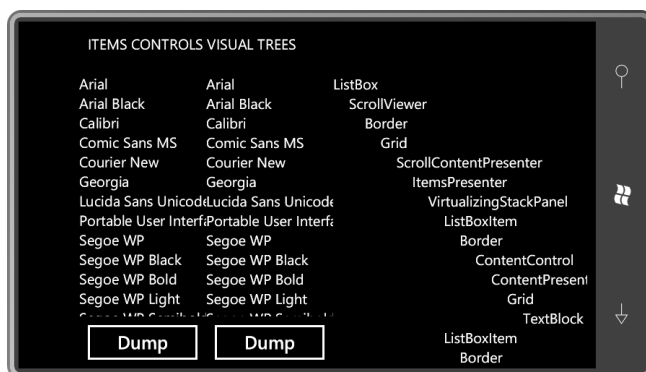 ITEMS CONTROLS VISUAL TREES
Arial
Arial Black
Calibri
Comic Sans MS
Courier New
Georgia
Lucida Sans Unicod
Portable User Interfa
Segoe WP
Segoe WP Black
Segoe WP Bold
Segoe WP Light
Dump
Arial
Arial Black
Calibri
Comic Sans MS
Courier New
Georgia
Lucida Sans Unicode
Portable User Interfa
Segoe WP
Segoe WP Black
Segoe WP Bold
Segoe WP Light
Dump
ListBox
ScrollViewer
Border
Grid
ScrollContentPresenter
ItemsPresenter
VirtualizingStackPanel
ListBoxItem
Border
ContentControl
ContentPresent
Grid
TextBlock
ListBoxItem
Border